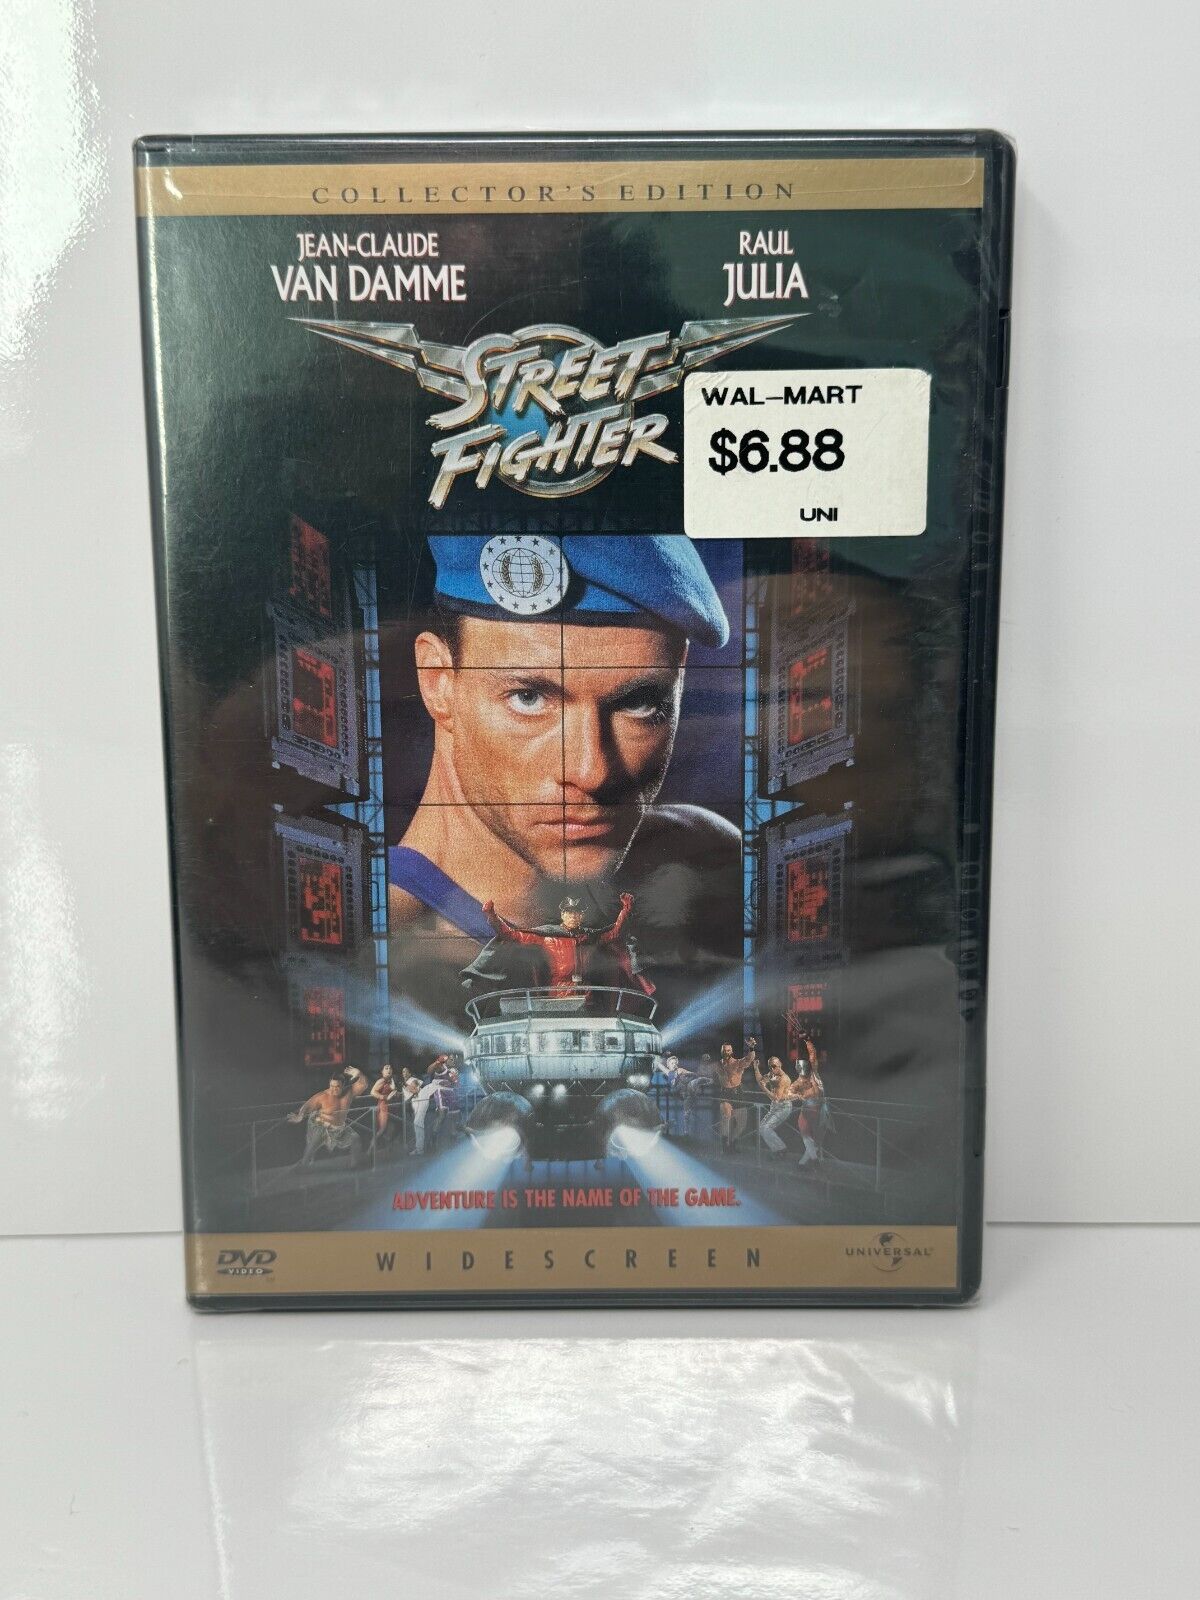 COLLECTOR'S EDITION
JEAN-CLAUDE
VAN DAMME
RAUL
JULIA
STREET
FIGHTER
WAL-MART
$6.88
UNI
ADVENTURE IS THE NAME OF THE GAME.
DVD
VIDEO
WIDESCREEN
UNIVERSAL